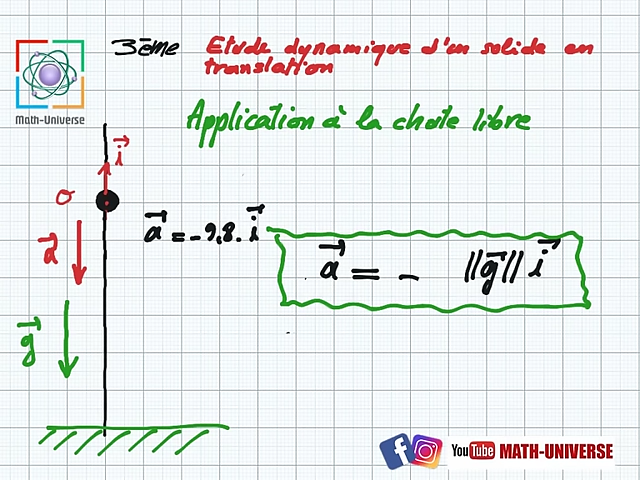 3ème Etude dynamique d'un solide en
translation
Math-Universe
Application à la chute libre
i⃗
O
a⃗ = -9,8. i⃗
a⃗ = - ||g⃗|| i⃗
a⃗
g⃗
f YouTube MATH-UNIVERSE